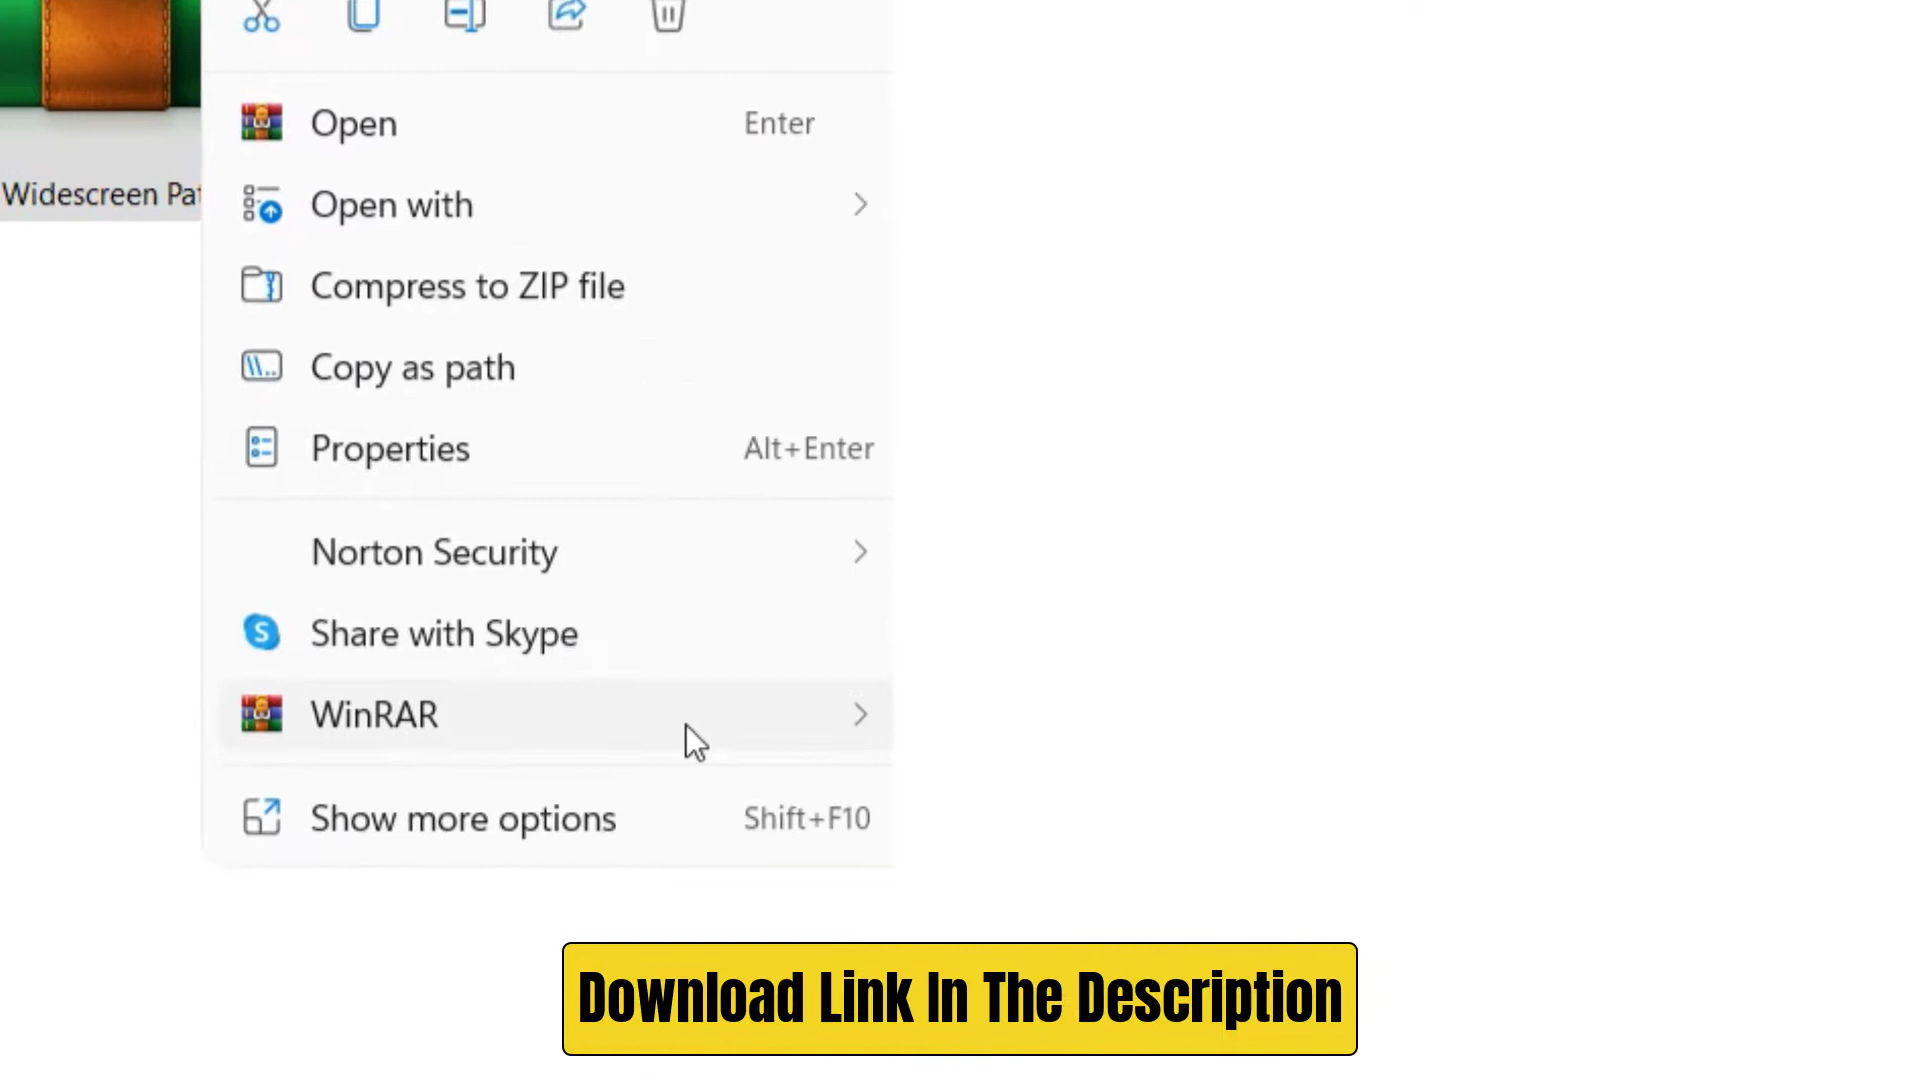 Open Enter
Widescreen
Open with
Compress to ZIP file
Copy as path
Properties Alt+Enter
Norton Security
Share with Skype
WinRAR
Show more options Shift+F10
Download Link In The Description